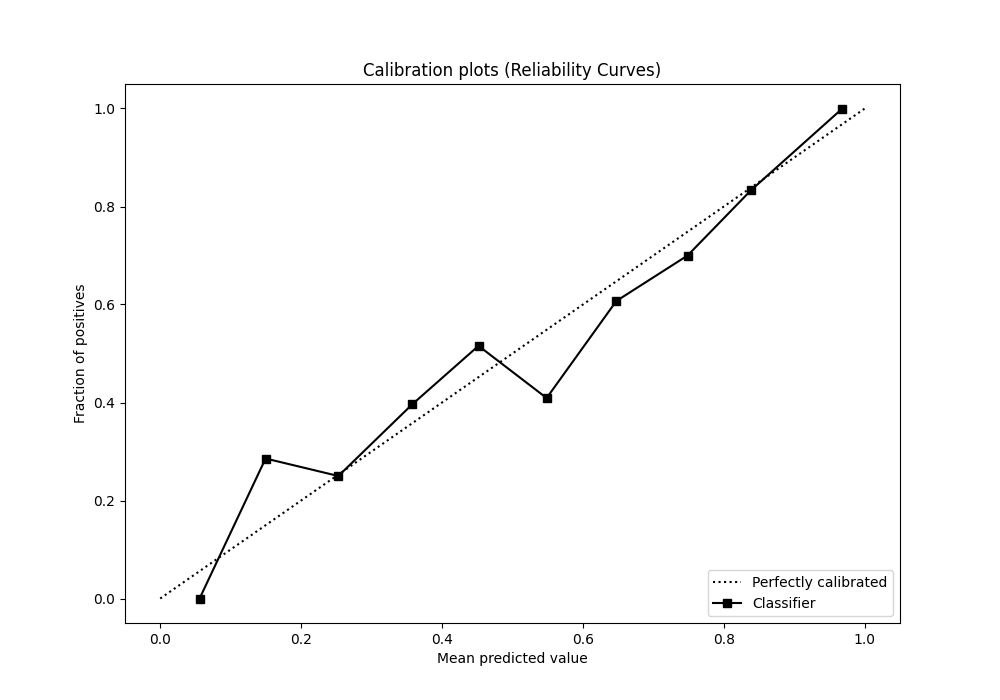 Calibration plots (Reliability Curves)
1.0
0.8
0.6
0.4
0.2
0.0
Fraction of positives
0.0 0.2 0.4 0.6 0.8 1.0
Mean predicted value
Perfectly calibrated
Classifier